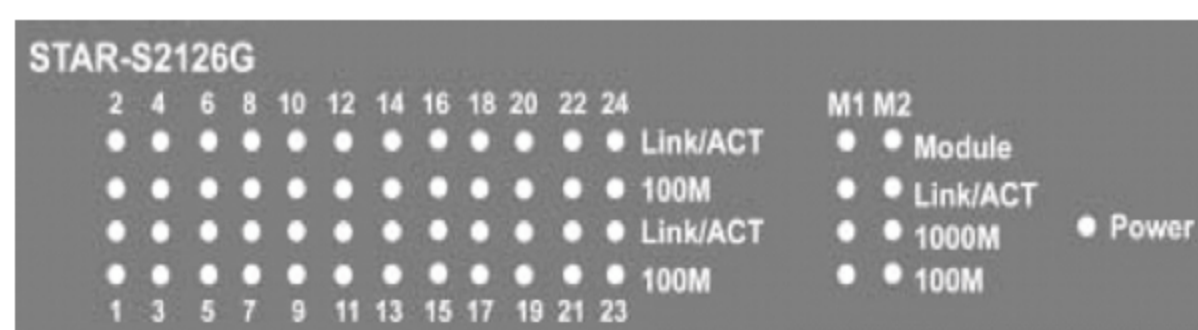 STAR-S2126G
2 4 6 8 10 12 14 16 18 20 22 24 M1 M2
Link/ACT Module
100M Link/ACT
Link/ACT 1000M Power
100M 100M
1 3 5 7 9 11 13 15 17 19 21 23